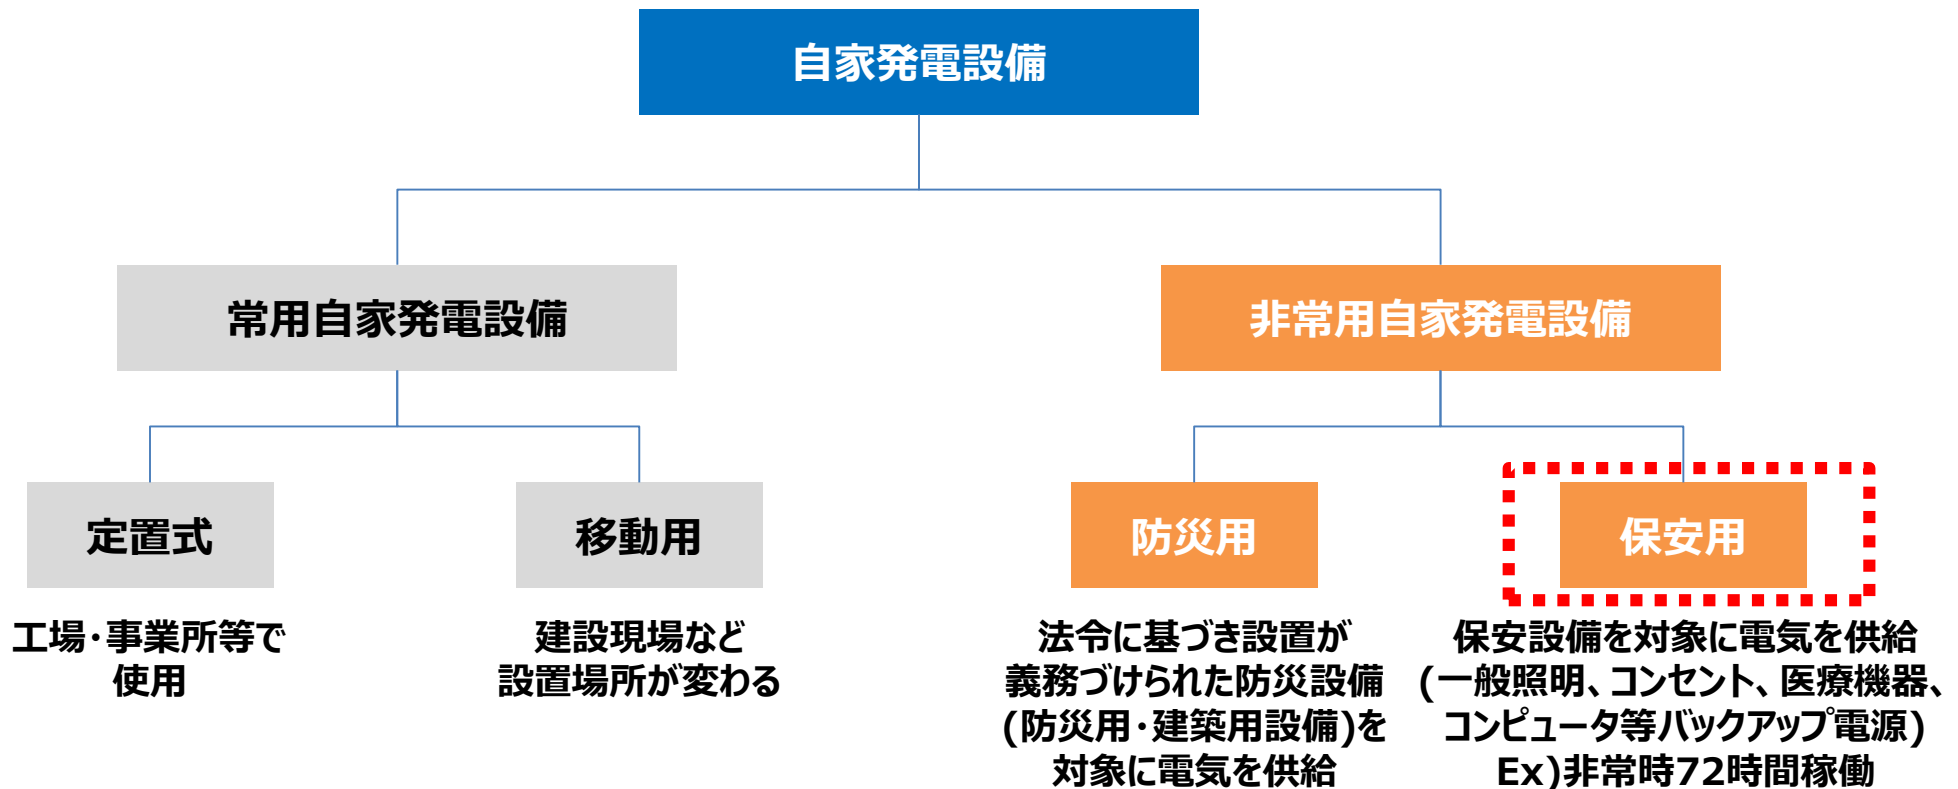 自家発電設備
常用自家発電設備
非常用自家発電設備
定置式
移動用
防災用
保安用
工場・事業所等で
使用
建設現場など
設置場所が変わる
法令に基づき設置が
義務づけられた防災設備
(防災用・建築用設備)を
対象に電気を供給
保安設備を対象に電気を供給
(一般照明、コンセント、医療機器、
コンピュータ等バックアップ電源)
Ex)非常時72時間稼働